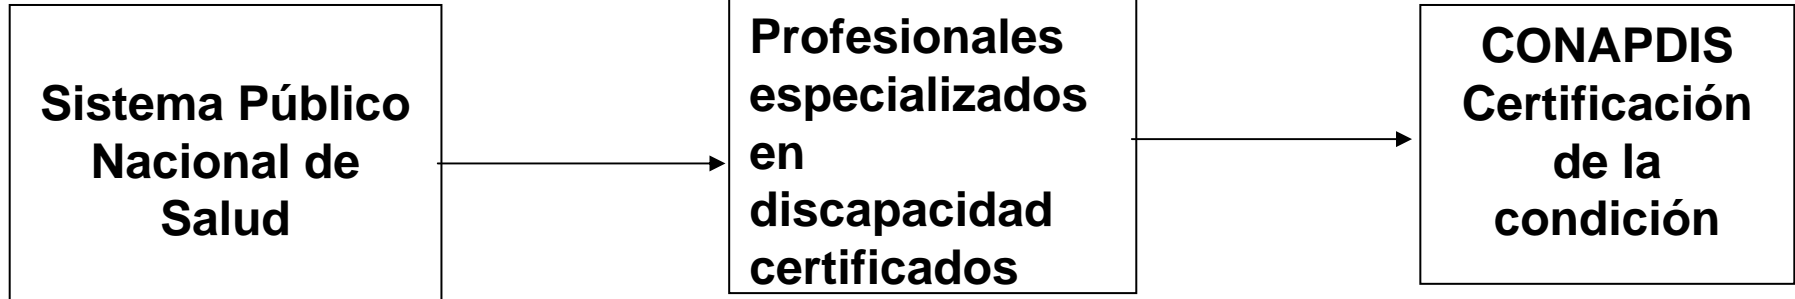 Sistema Público
Nacional de
Salud
Profesionales
especializados
en
discapacidad
certificados
CONAPDIS
Certificación
de la
condición